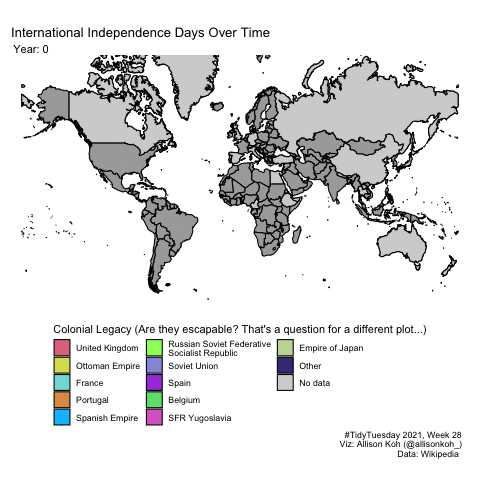 International Independence Days Over Time
Year: 0
Colonial Legacy (Are they escapable? That's a question for a different plot...)
United Kingdom
Ottoman Empire
France
Portugal
Spanish Empire
Russian Soviet Federative
Socialist Republic
Soviet Union
Spain
Belgium
SFR Yugoslavia
Empire of Japan
Other
No data
#TidyTuesday 2021, Week 28
Viz: Allison Koh (@allisonkoh_)
Data: Wikipedia